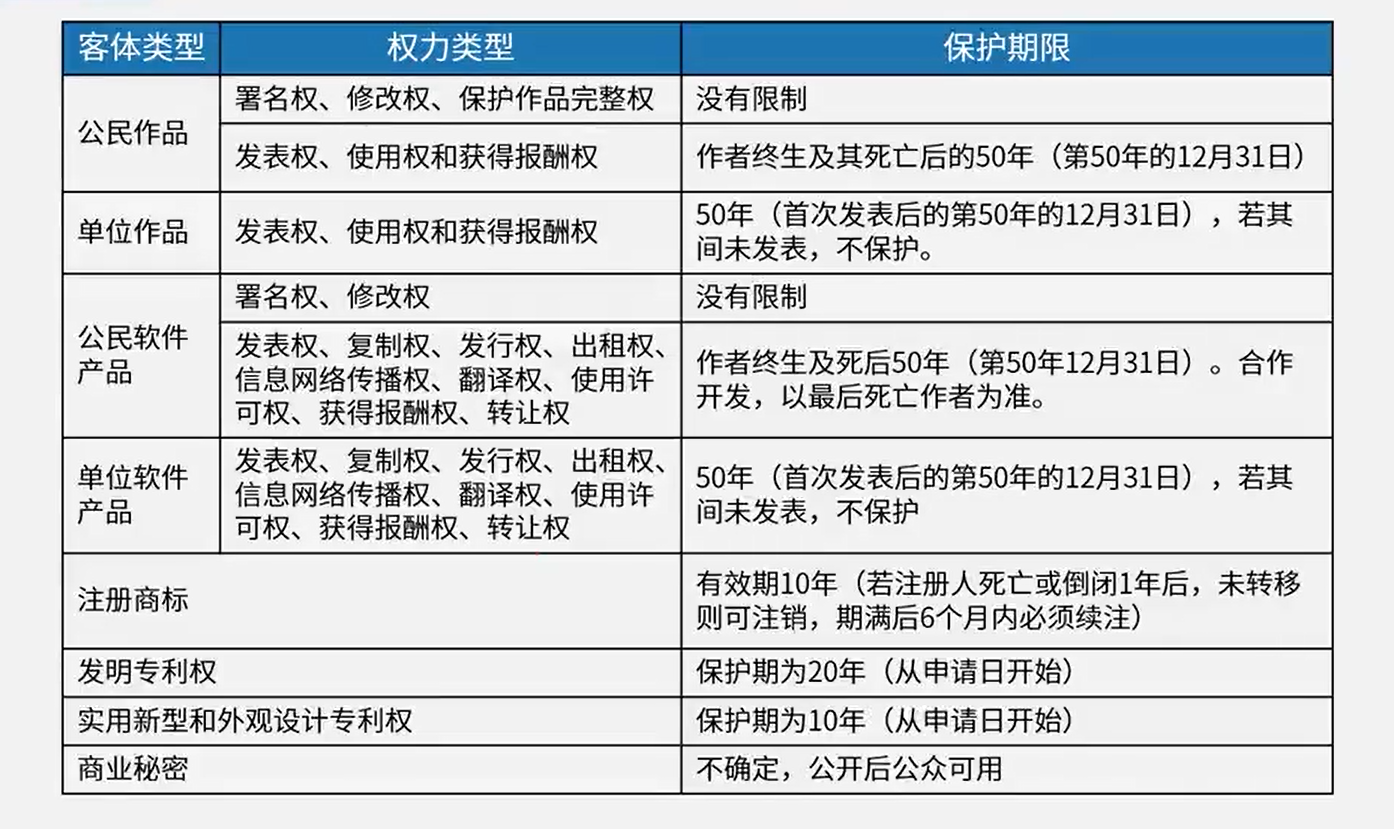 客体类型
权力类型
保护期限
公民作品
署名权、修改权、保护作品完整权
没有限制
发表权、使用权和获得报酬权
作者终生及其死亡后的50年（第50年的12月31日）
单位作品
发表权、使用权和获得报酬权
50年（首次发表后的第50年的12月31日），若其
间未发表，不保护。
公民软件
产品
署名权、修改权
没有限制
发表权、复制权、发行权、出租权、
信息网络传播权、翻译权、使用许
可权、获得报酬权、转让权
作者终生及死后50年（第50年12月31日）。合作
开发，以最后死亡作者为准。
单位软件
产品
发表权、复制权、发行权、出租权、
信息网络传播权、翻译权、使用许
可权、获得报酬权、转让权
50年（首次发表后的第50年的12月31日），若其
间未发表，不保护
注册商标
有效期10年（若注册人死亡或倒闭1年后，未转移
则可注销，期满后6个月内必须续注）
发明专利权
保护期为20年（从申请日开始）
实用新型和外观设计专利权
保护期为10年（从申请日开始）
商业秘密
不确定，公开后公众可用